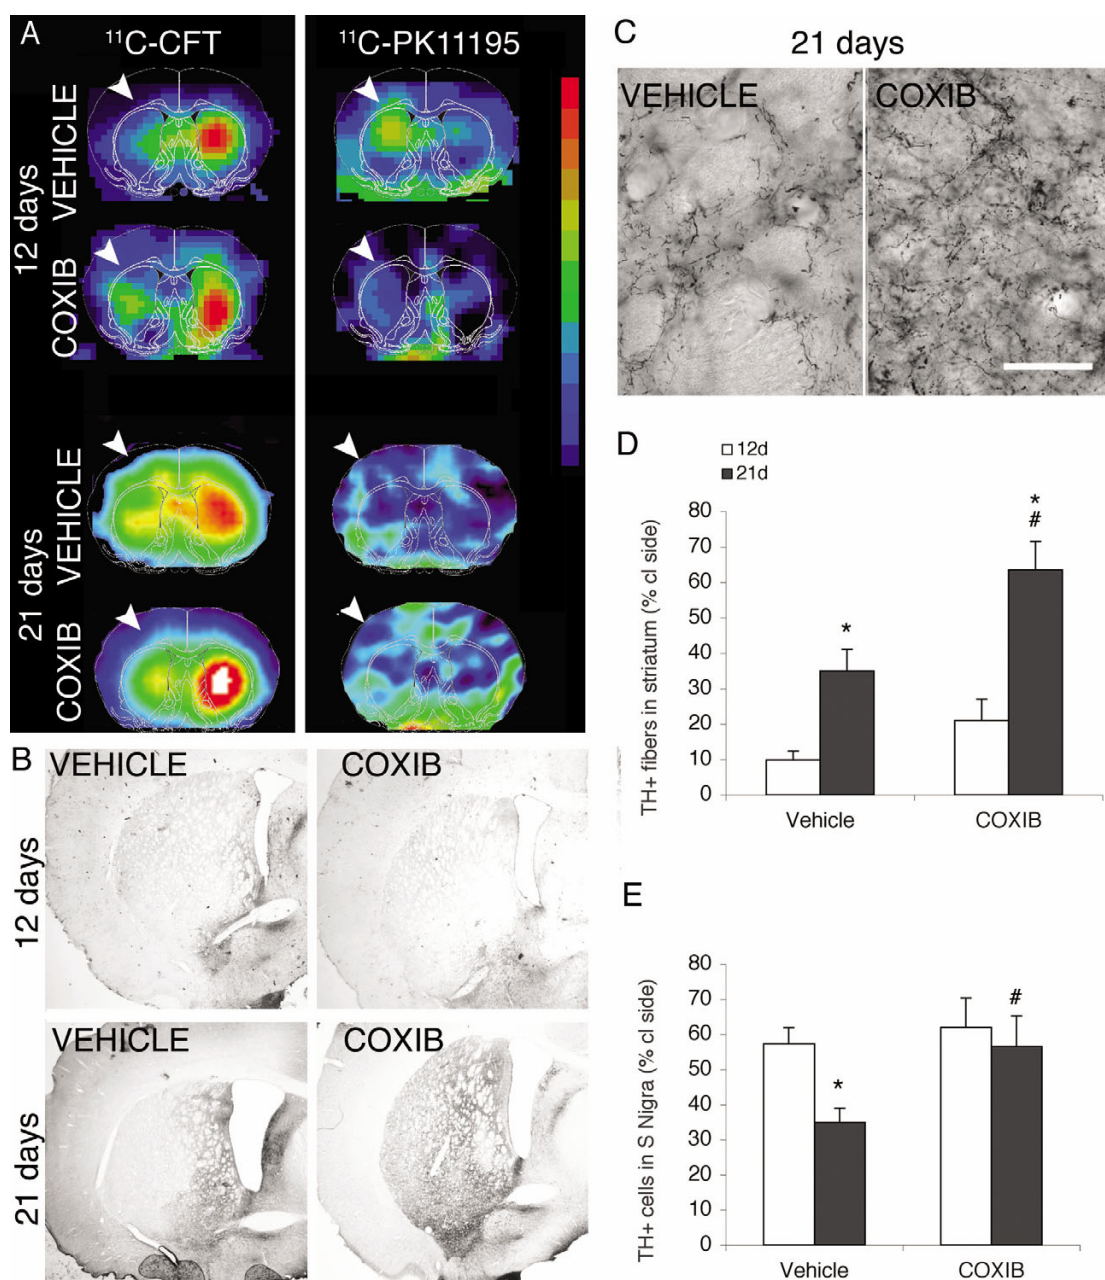 A
¹¹C-CFT
¹¹C-PK11195
12 days
VEHICLE
COXIB
21 days
VEHICLE
COXIB
B
VEHICLE
COXIB
12 days
VEHICLE
COXIB
21 days
C
21 days
VEHICLE
COXIB
D
12d
21d
TH+ fibers in striatum (% cl side)
80
70
60
50
40
30
20
10
0
*
*
#
Vehicle
COXIB
E
TH+ cells in S Nigra (% cl side)
80
70
60
50
40
30
20
10
0
*
#
Vehicle
COXIB